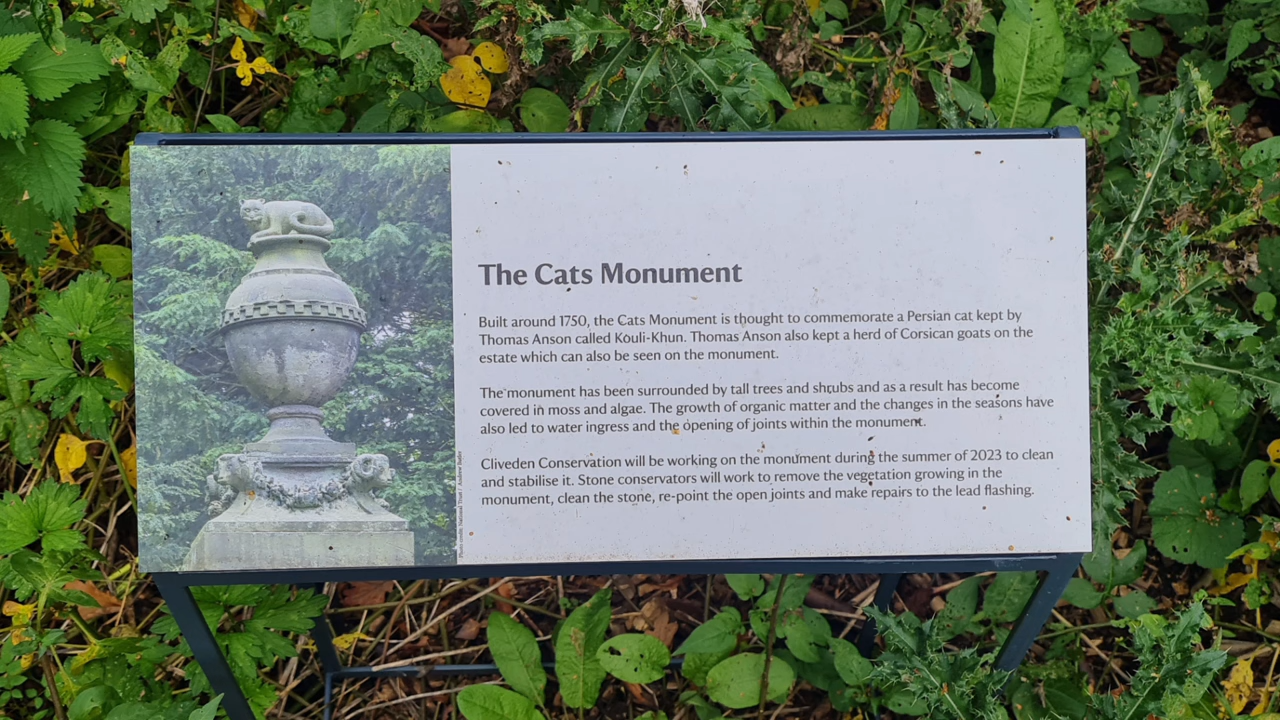 The Cats Monument
Built around 1750, the Cats Monument is thought to commemorate a Persian cat kept by
Thomas Anson called Kouli-Khun. Thomas Anson also kept a herd of Corsican goats on the
estate which can also be seen on the monument.
The monument has been surrounded by tall trees and shrubs and as a result has become
covered in moss and algae. The growth of organic matter and the changes in the seasons have
also led to water ingress and the opening of joints within the monument.
Cliveden Conservation will be working on the monument during the summer of 2023 to clean
and stabilise it. Stone conservators will work to remove the vegetation growing in the
monument, clean the stone, re-point the open joints and make repairs to the lead flashing.